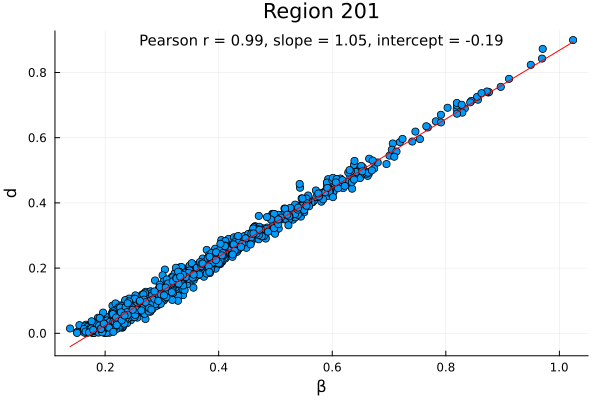 Region 201
Pearson r = 0.99, slope = 1.05, intercept = -0.19
0.8
0.6
0.4
0.2
0.0
d
0.2 0.4 0.6 0.8 1.0
β